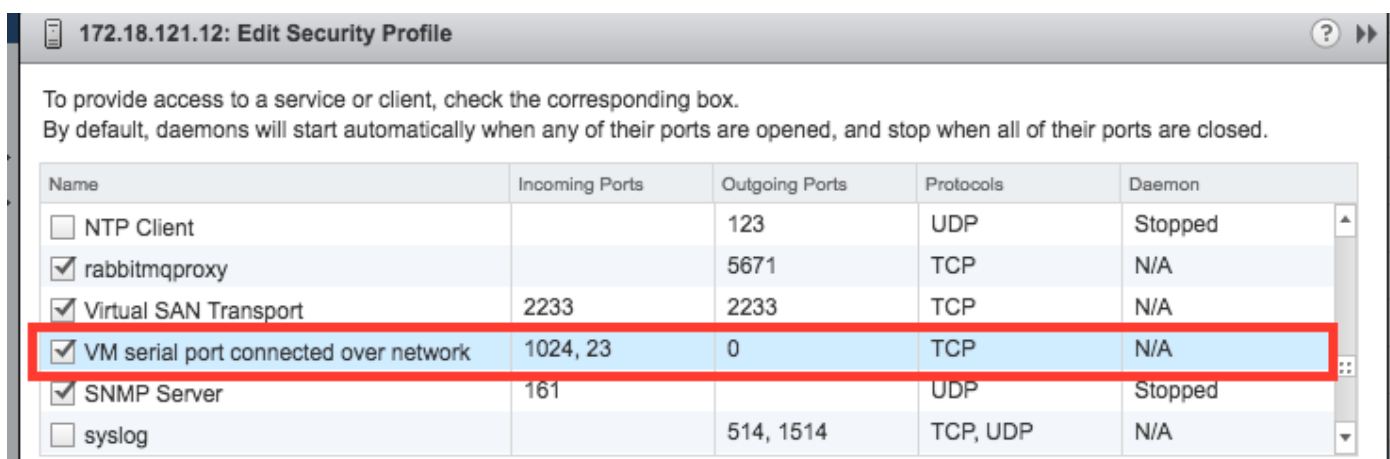 172.18.121.12: Edit Security Profile
To provide access to a service or client, check the corresponding box.
By default, daemons will start automatically when any of their ports are opened, and stop when all of their ports are closed.
Name Incoming Ports Outgoing Ports Protocols Daemon
NTP Client 123 UDP Stopped
rabbitmqproxy 5671 TCP N/A
Virtual SAN Transport 2233 2233 TCP N/A
VM serial port connected over network 1024, 23 0 TCP N/A
SNMP Server 161 UDP Stopped
syslog 514, 1514 TCP, UDP N/A